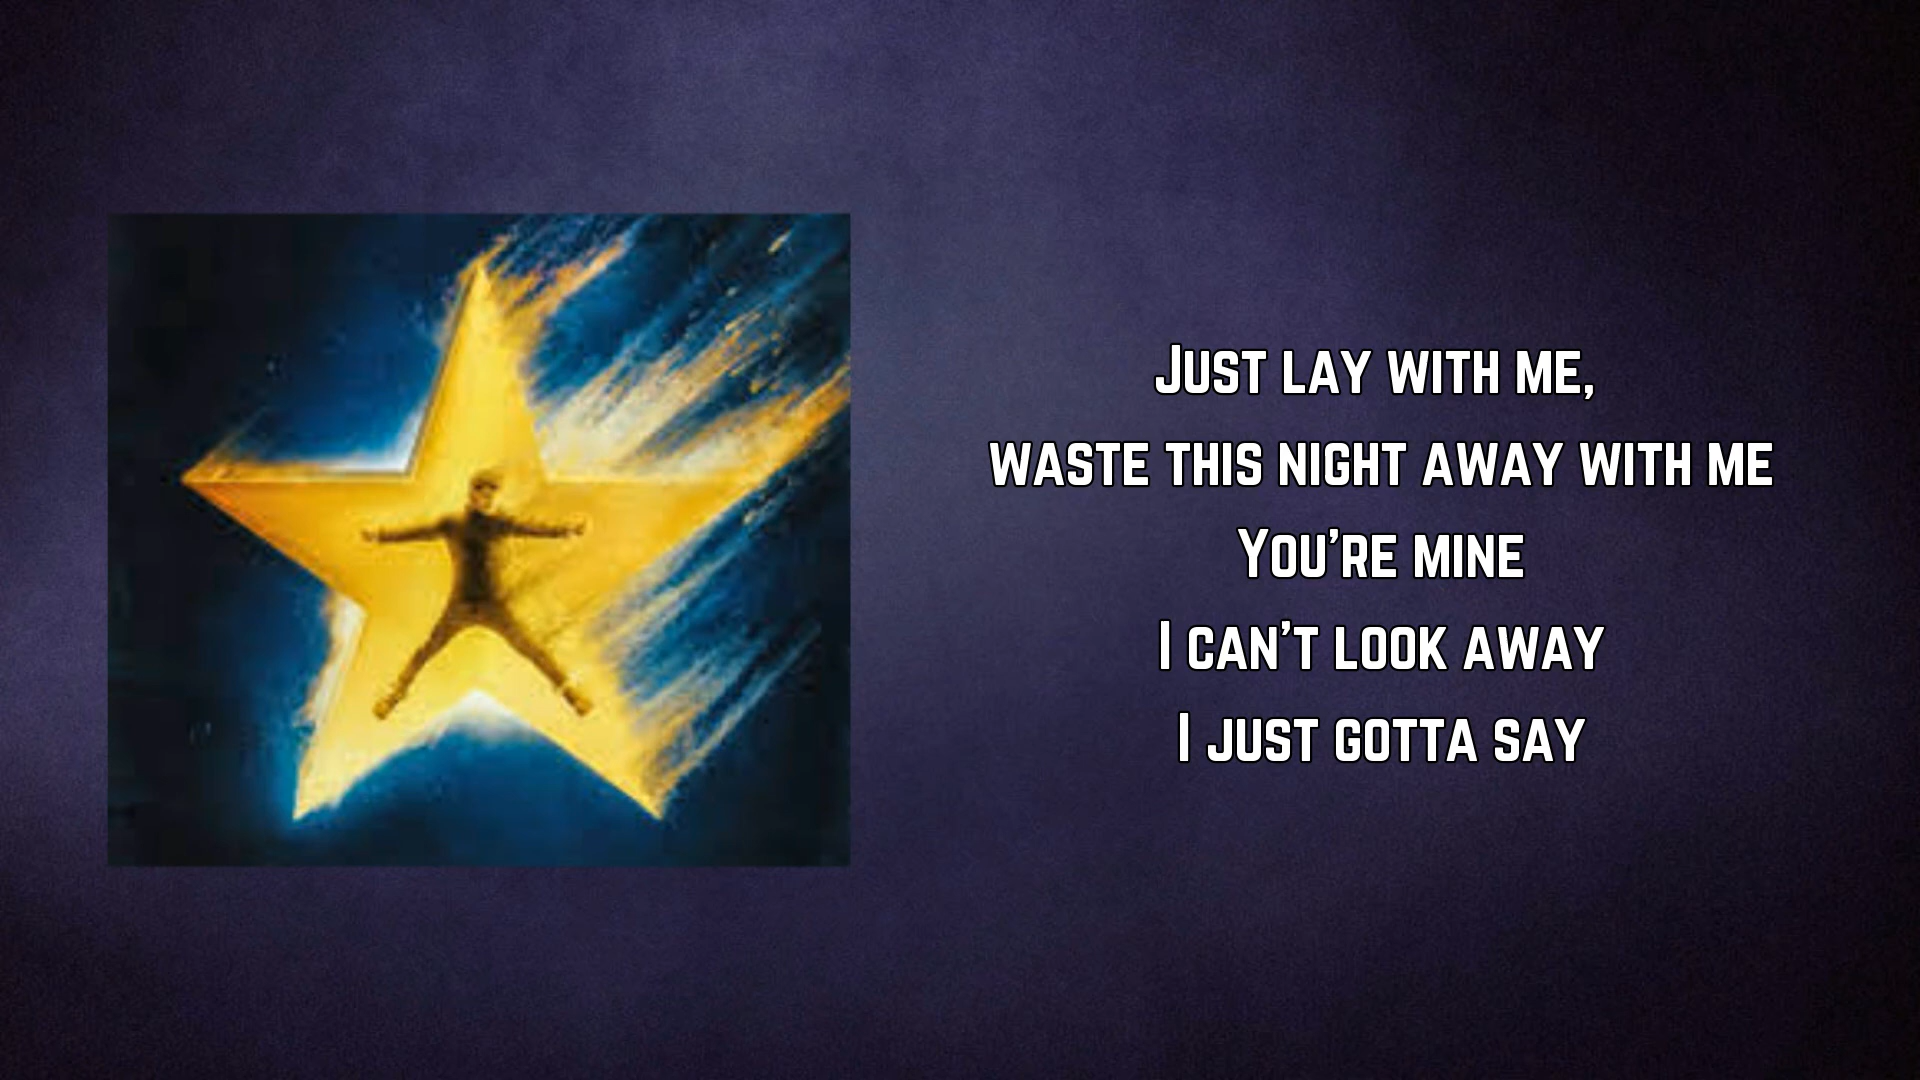 Just lay with me,
waste this night away with me
You're mine
I can't look away
I just gotta say